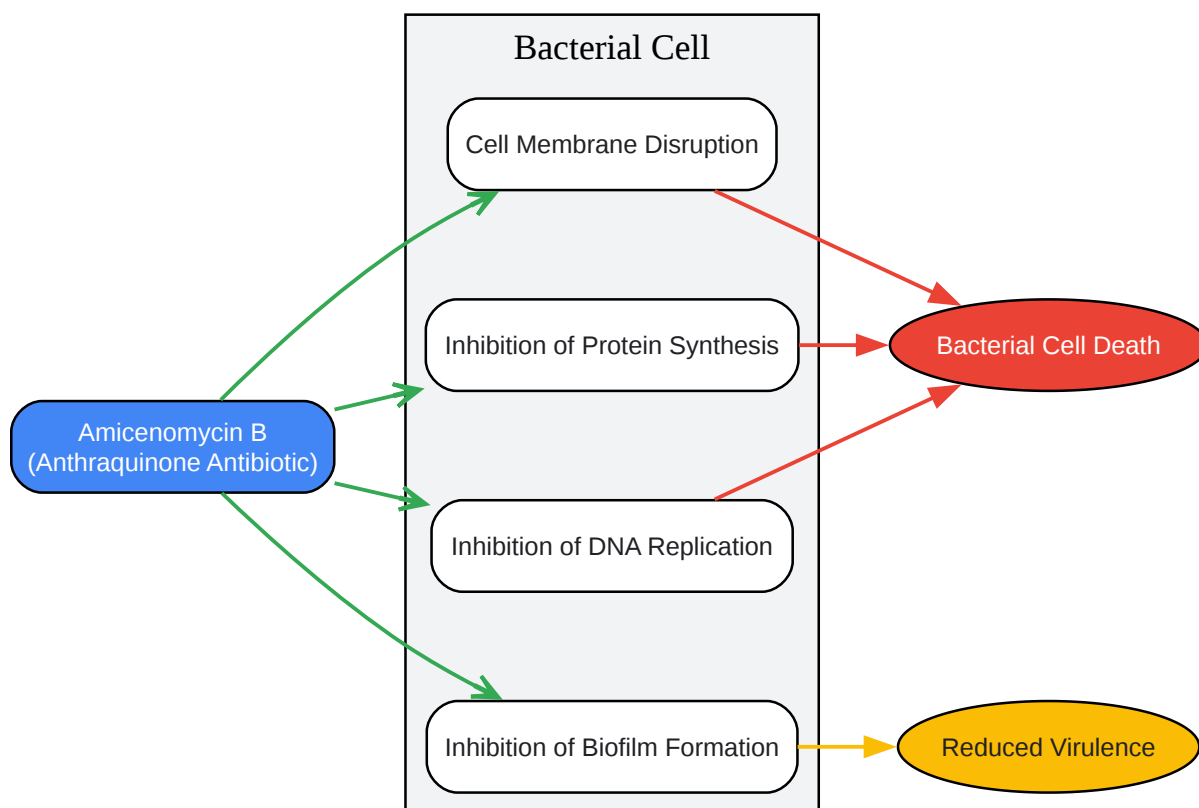 Bacterial Cell
Cell Membrane Disruption
Inhibition of Protein Synthesis
Bacterial Cell Death
Amicenomycin B
(Anthraquinone Antibiotic)
Inhibition of DNA Replication
Inhibition of Biofilm Formation
Reduced Virulence